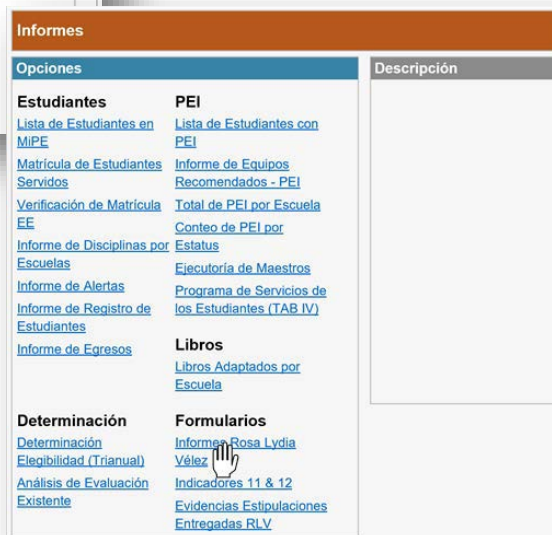 Informes
Opciones
Estudiantes
Lista de Estudiantes en
MiPE
Matrícula de Estudiantes
Servidos
Verificación de Matrícula
EE
Informe de Disciplinas por
Escuelas
Informe de Alertas
Informe de Registro de
Estudiantes
Informe de Egresos
PEI
Lista de Estudiantes con
PEI
Informe de Equipos
Recomendados - PEI
Total de PEI por Escuela
Conteo de PEI por
Estatus
Ejecutoría de Maestros
Programa de Servicios de
los Estudiantes (TAB IV)
Libros
Libros Adaptados por
Escuela
Determinación
Determinación
Elegibilidad (Trianual)
Análisis de Evaluación
Existente
Formularios
Informes Rosa Lydia
Vélez
Indicadores 11 & 12
Evidencias Estipulaciones
Entregadas RLV
Descripción